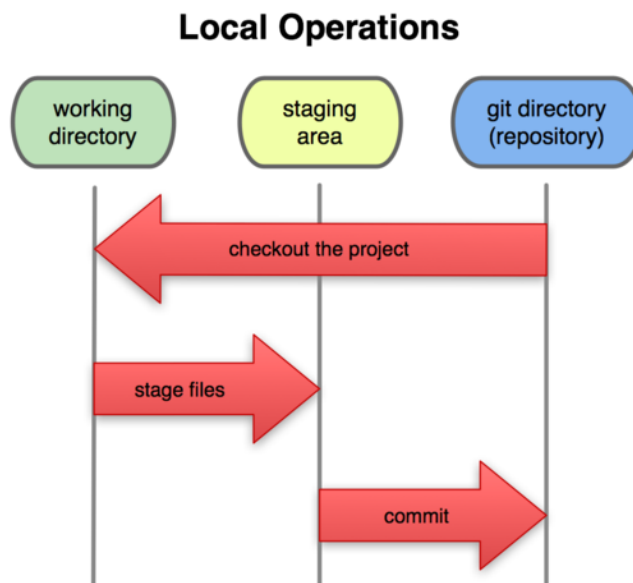 Local Operations
working
directory
staging
area
git directory
(repository)
checkout the project
stage files
commit